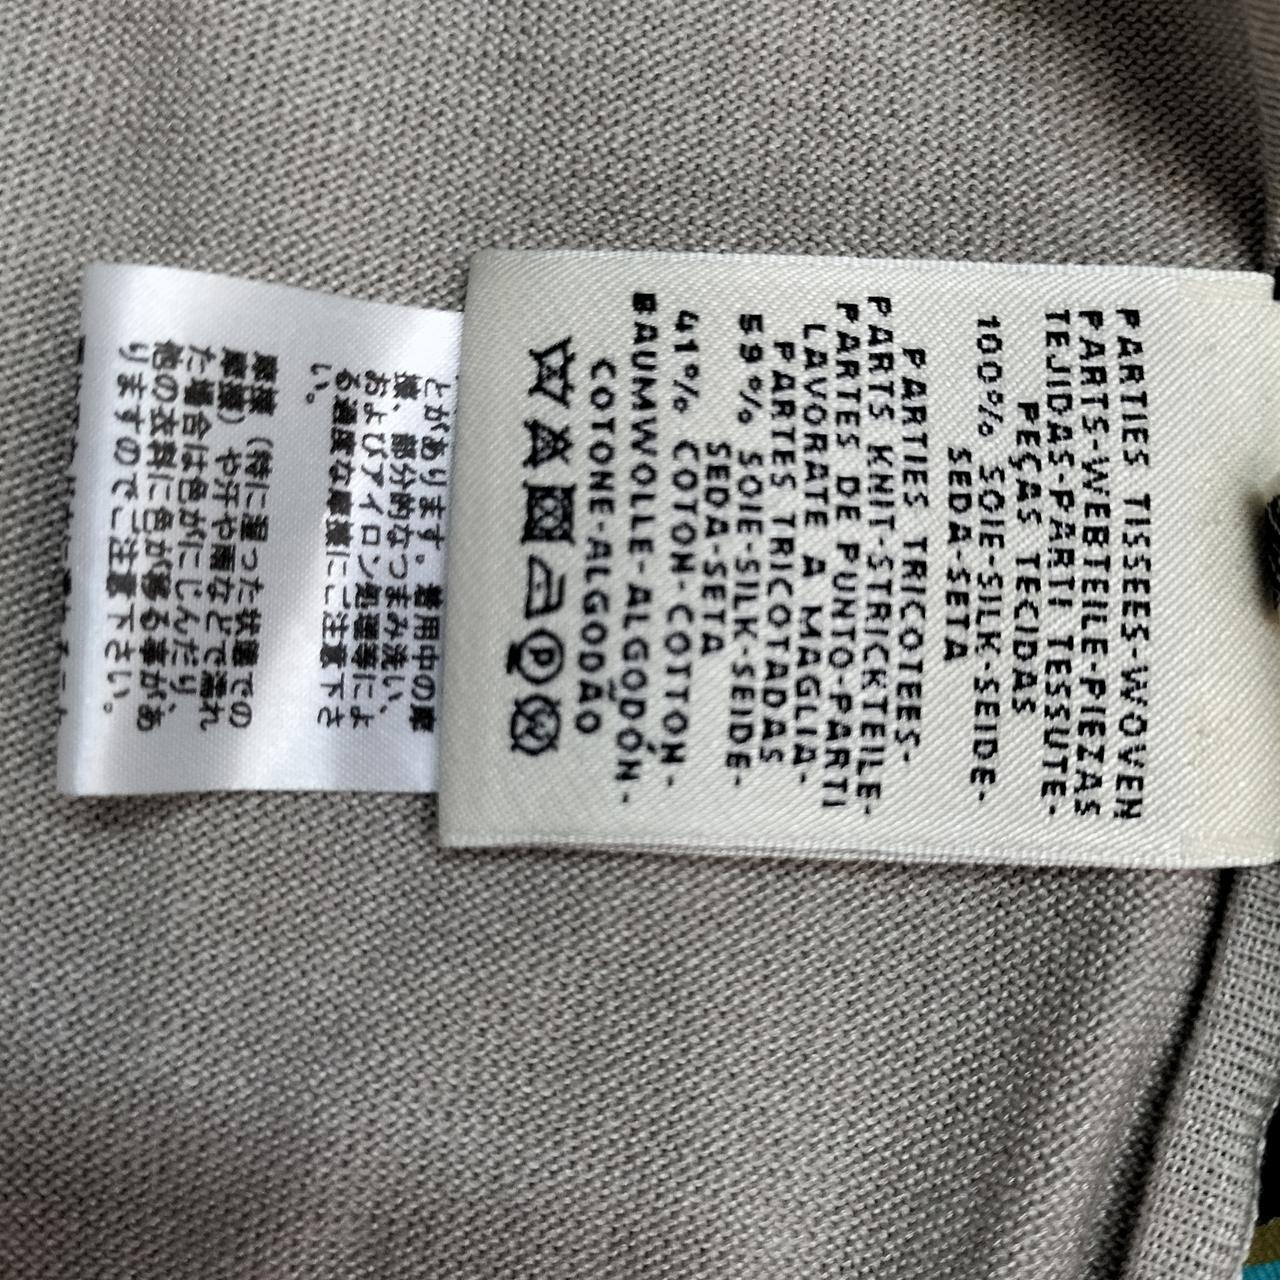 PARTIES TISSEES-WOVEN
PARTS-WEBTEILE-PIEZAS
TEJIDAS-PARTI TESSUTE-
PEÇAS TECIDAS
100% SOIE-SILK-SEIDE-
SEDA-SETA
PARTIES TRICOTEES-
PARTS KNIT-STRICKTEILE-
PARTES DE PUNTO-PARTI
LAVORATE A MAGLIA-
PARTES TRICOTADAS
59% SOIE-SILK-SEIDE-
SEDA-SETA
41% COTON-COTTON-
BAUMWOLLE-ALGODÓN-
COTONE-ALGODÃO
P
W
とがあります。着用中の摩
擦、部分的なつまみ洗い、
およびアイロン処理等によ
る過度な摩擦にご注意下さ
い。
摩擦（特に湿った状態での
摩擦）や汗や雨などで濡れ
た場合は色がにじんだり、
他の衣料に色が移る事があ
りますのでご注意下さい。